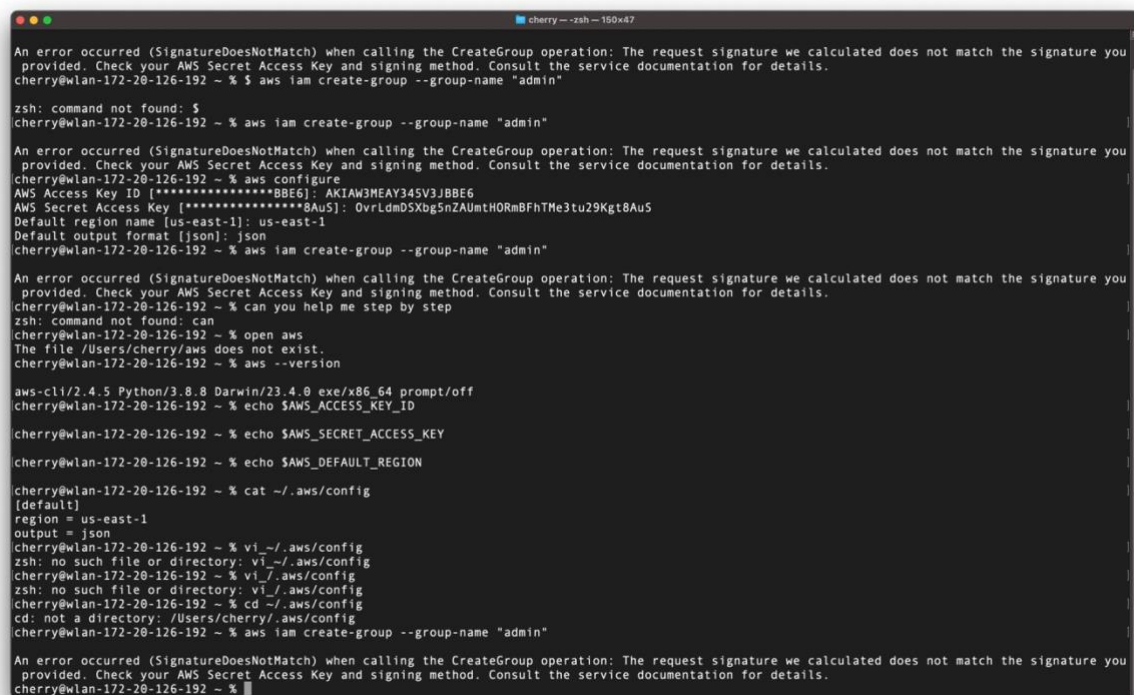 cherry — -zsh — 150×47
An error occurred (SignatureDoesNotMatch) when calling the CreateGroup operation: The request signature we calculated does not match the signature you
provided. Check your AWS Secret Access Key and signing method. Consult the service documentation for details.
cherry@wlan-172-20-126-192 ~ % $ aws iam create-group --group-name "admin"
zsh: command not found: $
cherry@wlan-172-20-126-192 ~ % aws iam create-group --group-name "admin"
An error occurred (SignatureDoesNotMatch) when calling the CreateGroup operation: The request signature we calculated does not match the signature you
provided. Check your AWS Secret Access Key and signing method. Consult the service documentation for details.
cherry@wlan-172-20-126-192 ~ % aws configure
AWS Access Key ID [****************BBE6]: AKIAW3MEAY345V3JBBE6
AWS Secret Access Key [****************8AuS]:
Default region name [us-east-1]: us-east-1
Default output format [json]: json
cherry@wlan-172-20-126-192 ~ % aws iam create-group --group-name "admin"
An error occurred (SignatureDoesNotMatch) when calling the CreateGroup operation: The request signature we calculated does not match the signature you
provided. Check your AWS Secret Access Key and signing method. Consult the service documentation for details.
cherry@wlan-172-20-126-192 ~ % can you help me step by step
zsh: command not found: can
cherry@wlan-172-20-126-192 ~ % open aws
The file /Users/cherry/aws does not exist.
cherry@wlan-172-20-126-192 ~ % aws --version
aws-cli/2.4.5 Python/3.8.8 Darwin/23.4.0 exe/x86_64 prompt/off
cherry@wlan-172-20-126-192 ~ % echo $AWS_ACCESS_KEY_ID
cherry@wlan-172-20-126-192 ~ % echo $AWS_SECRET_ACCESS_KEY
cherry@wlan-172-20-126-192 ~ % echo $AWS_DEFAULT_REGION
cherry@wlan-172-20-126-192 ~ % cat ~/.aws/config
[default]
region = us-east-1
output = json
cherry@wlan-172-20-126-192 ~ % vi_~/.aws/config
zsh: no such file or directory: vi_~/.aws/config
cherry@wlan-172-20-126-192 ~ % vi_/.aws/config
zsh: no such file or directory: vi_/.aws/config
cherry@wlan-172-20-126-192 ~ % cd ~/.aws/config
cd: not a directory: /Users/cherry/.aws/config
cherry@wlan-172-20-126-192 ~ % aws iam create-group --group-name "admin"
An error occurred (SignatureDoesNotMatch) when calling the CreateGroup operation: The request signature we calculated does not match the signature you
provided. Check your AWS Secret Access Key and signing method. Consult the service documentation for details.
cherry@wlan-172-20-126-192 ~ %